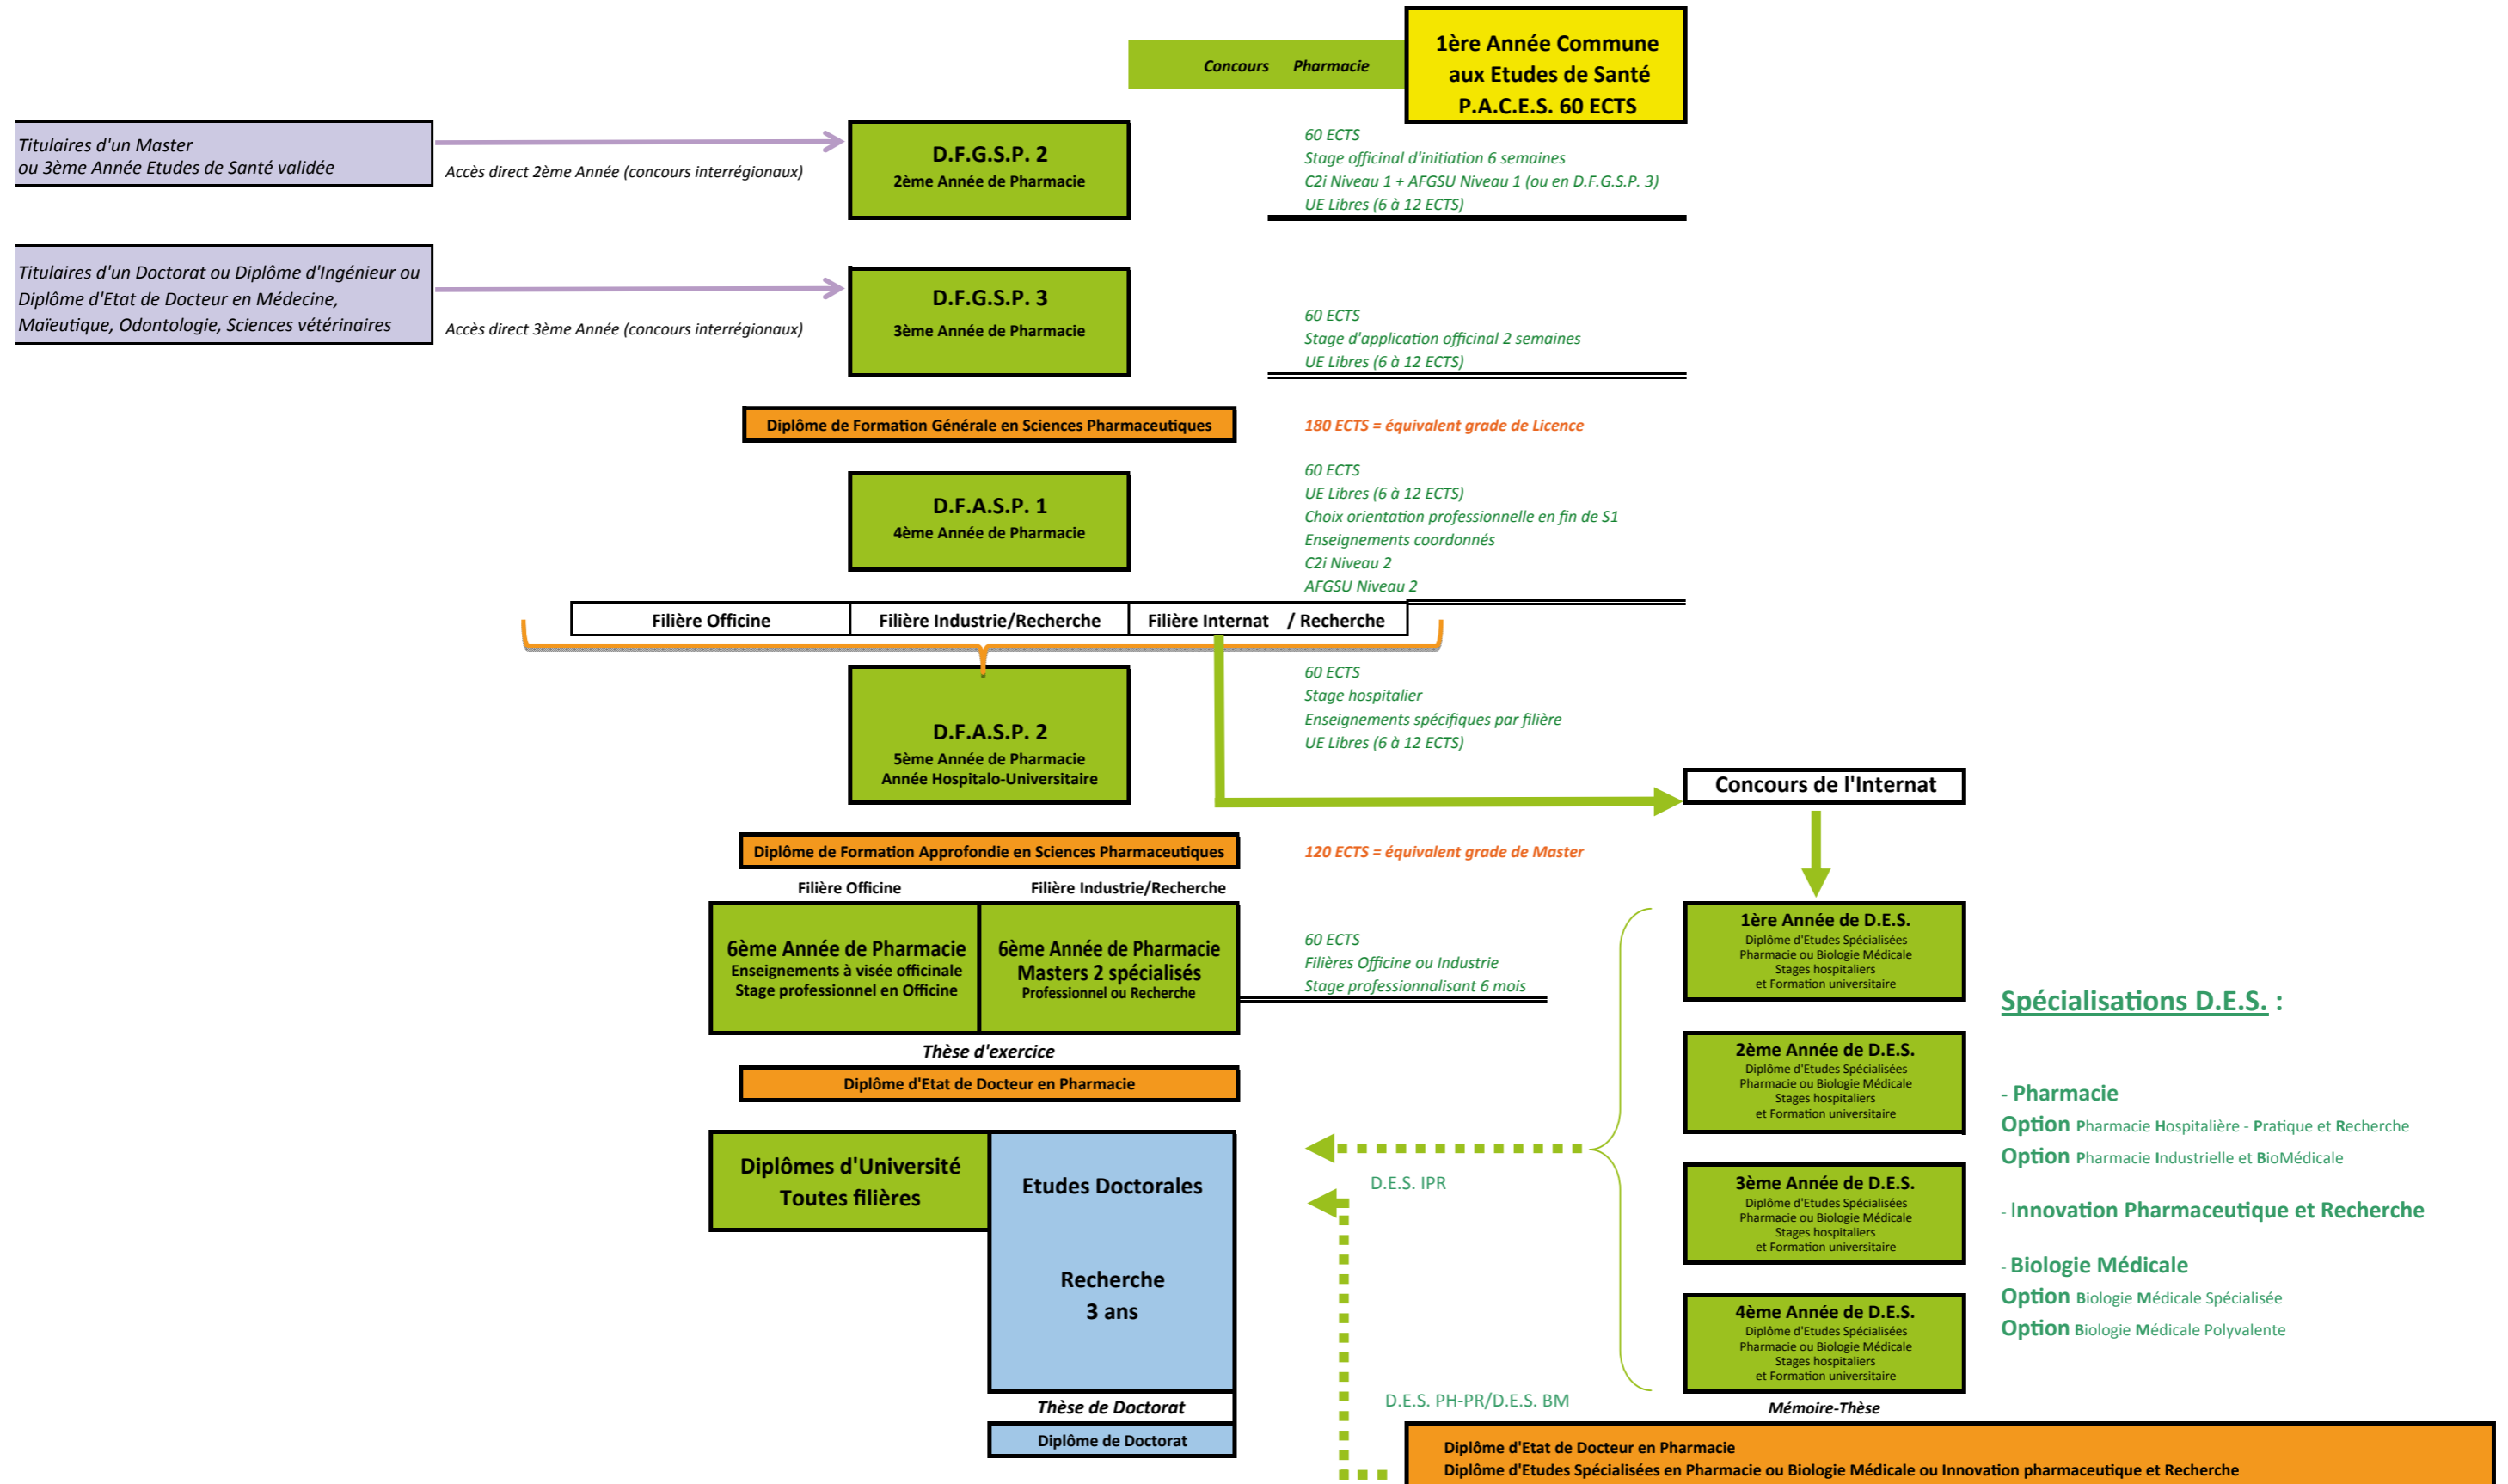 Concours Pharmacie
1ère Année Commune
aux Etudes de Santé
P.A.C.E.S. 60 ECTS
Titulaires d'un Master
ou 3ème Année Etudes de Santé validée
Accès direct 2ème Année (concours interrégionaux)
D.F.G.S.P. 2
2ème Année de Pharmacie
60 ECTS
Stage officinal d'initiation 6 semaines
C2i Niveau 1 + AFGSU Niveau 1 (ou en D.F.G.S.P. 3)
UE Libres (6 à 12 ECTS)
Titulaires d'un Doctorat ou Diplôme d'Ingénieur ou
Diplôme d'Etat de Docteur en Médecine,
Maïeutique, Odontologie, Sciences vétérinaires
Accès direct 3ème Année (concours interrégionaux)
D.F.G.S.P. 3
3ème Année de Pharmacie
60 ECTS
Stage d'application officinal 2 semaines
UE Libres (6 à 12 ECTS)
Diplôme de Formation Générale en Sciences Pharmaceutiques
180 ECTS = équivalent grade de Licence
D.F.A.S.P. 1
4ème Année de Pharmacie
60 ECTS
UE Libres (6 à 12 ECTS)
Choix orientation professionnelle en fin de S1
Enseignements coordonnés
C2i Niveau 2
AFGSU Niveau 2
Filière Officine
Filière Industrie/Recherche
Filière Internat / Recherche
D.F.A.S.P. 2
5ème Année de Pharmacie
Année Hospitalo-Universitaire
60 ECTS
Stage hospitalier
Enseignements spécifiques par filière
UE Libres (6 à 12 ECTS)
Concours de l'Internat
Diplôme de Formation Approfondie en Sciences Pharmaceutiques
120 ECTS = équivalent grade de Master
Filière Officine
Filière Industrie/Recherche
6ème Année de Pharmacie
Enseignements à visée officinale
Stage professionnel en Officine
6ème Année de Pharmacie
Masters 2 spécialisés
Professionnel ou Recherche
60 ECTS
Filières Officine ou Industrie
Stage professionnalisant 6 mois
Thèse d'exercice
Diplôme d'Etat de Docteur en Pharmacie
Diplômes d'Université
Toutes filières
Etudes Doctorales
Recherche
3 ans
Thèse de Doctorat
Diplôme de Doctorat
D.E.S. IPR
D.E.S. PH-PR/D.E.S. BM
1ère Année de D.E.S.
Diplôme d'Etudes Spécialisées
Pharmacie ou Biologie Médicale
Stages hospitaliers
et Formation universitaire
2ème Année de D.E.S.
Diplôme d'Etudes Spécialisées
Pharmacie ou Biologie Médicale
Stages hospitaliers
et Formation universitaire
3ème Année de D.E.S.
Diplôme d'Etudes Spécialisées
Pharmacie ou Biologie Médicale
Stages hospitaliers
et Formation universitaire
4ème Année de D.E.S.
Diplôme d'Etudes Spécialisées
Pharmacie ou Biologie Médicale
Stages hospitaliers
et Formation universitaire
Mémoire-Thèse
Spécialisations D.E.S. :
- Pharmacie
Option Pharmacie Hospitalière - Pratique et Recherche
Option Pharmacie Industrielle et BioMédicale
- Innovation Pharmaceutique et Recherche
- Biologie Médicale
Option Biologie Médicale Spécialisée
Option Biologie Médicale Polyvalente
Diplôme d'Etat de Docteur en Pharmacie
Diplôme d'Etudes Spécialisées en Pharmacie ou Biologie Médicale ou Innovation pharmaceutique et Recherche